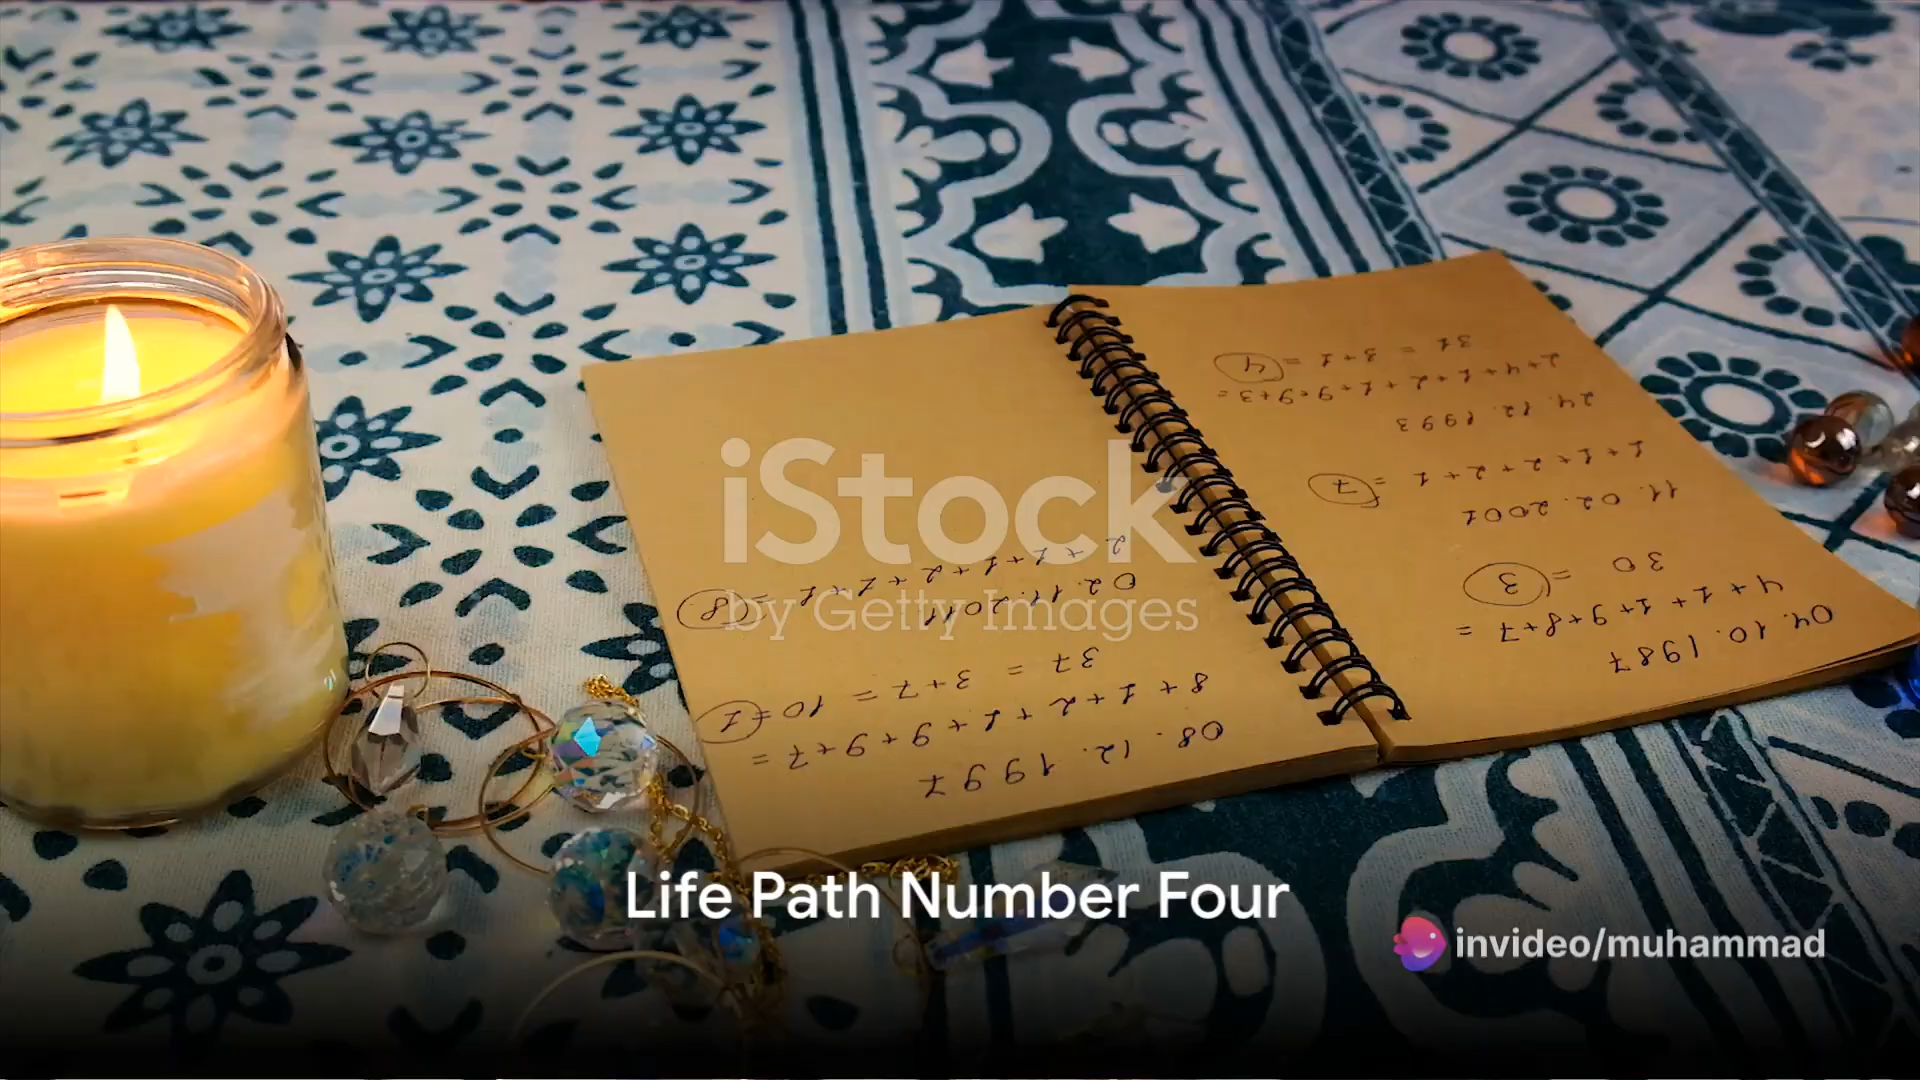 04.10.1987
4+1+1+9+8+7 =
30 = 3
11.02.2001
1+1+2+2+1 = 7
24.12.1993
2+4+1+2+1+9+9+3=
31 = 3+1 = 4
08.12.1997
8+1+2+1+9+9+7 =
37 = 3+7 = 10 = 1
02.11.2011
2+1+1+2+1+1 = 8
iStock
by Getty Images
Life Path Number Four
invideo/muhammad